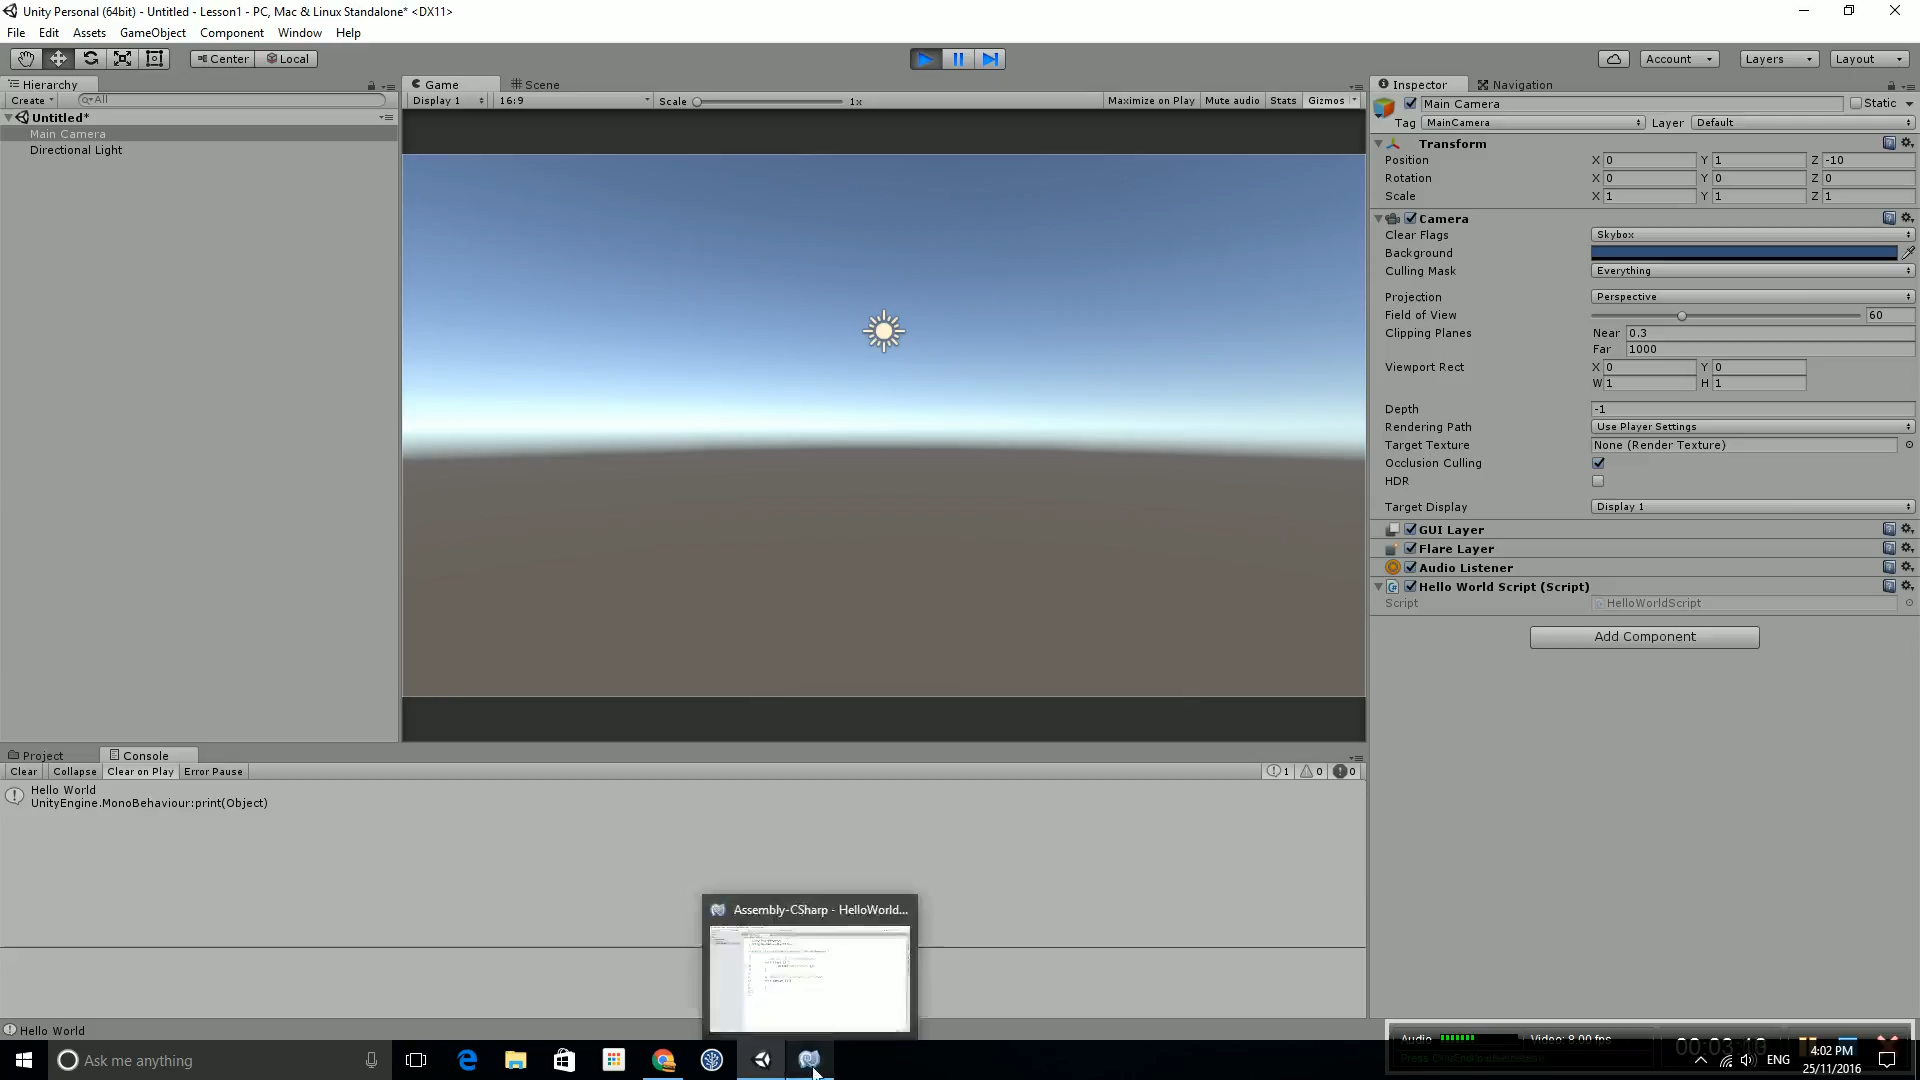 Unity Personal (64bit) - Untitled - Lesson1 - PC, Mac & Linux Standalone* <DX11>
File Edit Assets GameObject Component Window Help
Center Local Account Layers Layout
Hierarchy Game Scene Inspector Navigation
Create All Display 1 16:9 Scale 1x Maximize on Play Mute audio Stats Gizmos
Main Camera Static
Tag MainCamera Layer Default
Untitled*
Main Camera
Directional Light
Transform
Position X 0 Y 1 Z -10
Rotation X 0 Y 0 Z 0
Scale X 1 Y 1 Z 1
Camera
Clear Flags Skybox
Background
Culling Mask Everything
Projection Perspective
Field of View 60
Clipping Planes Near 0.3
Far 1000
Viewport Rect X 0 Y 0
W 1 H 1
Depth -1
Rendering Path Use Player Settings
Target Texture None (Render Texture)
Occlusion Culling
HDR
Target Display Display 1
GUI Layer
Flare Layer
Audio Listener
Hello World Script (Script)
Script HelloWorldScript
Add Component
Project Console
Clear Collapse Clear on Play Error Pause 1 0 0
Hello World
UnityEngine.MonoBehaviour:print(Object)
Assembly-CSharp - HelloWorld...
Hello World
Audio Video: 8.00 fps
Ask me anything ENG 4:02 PM
25/11/2016